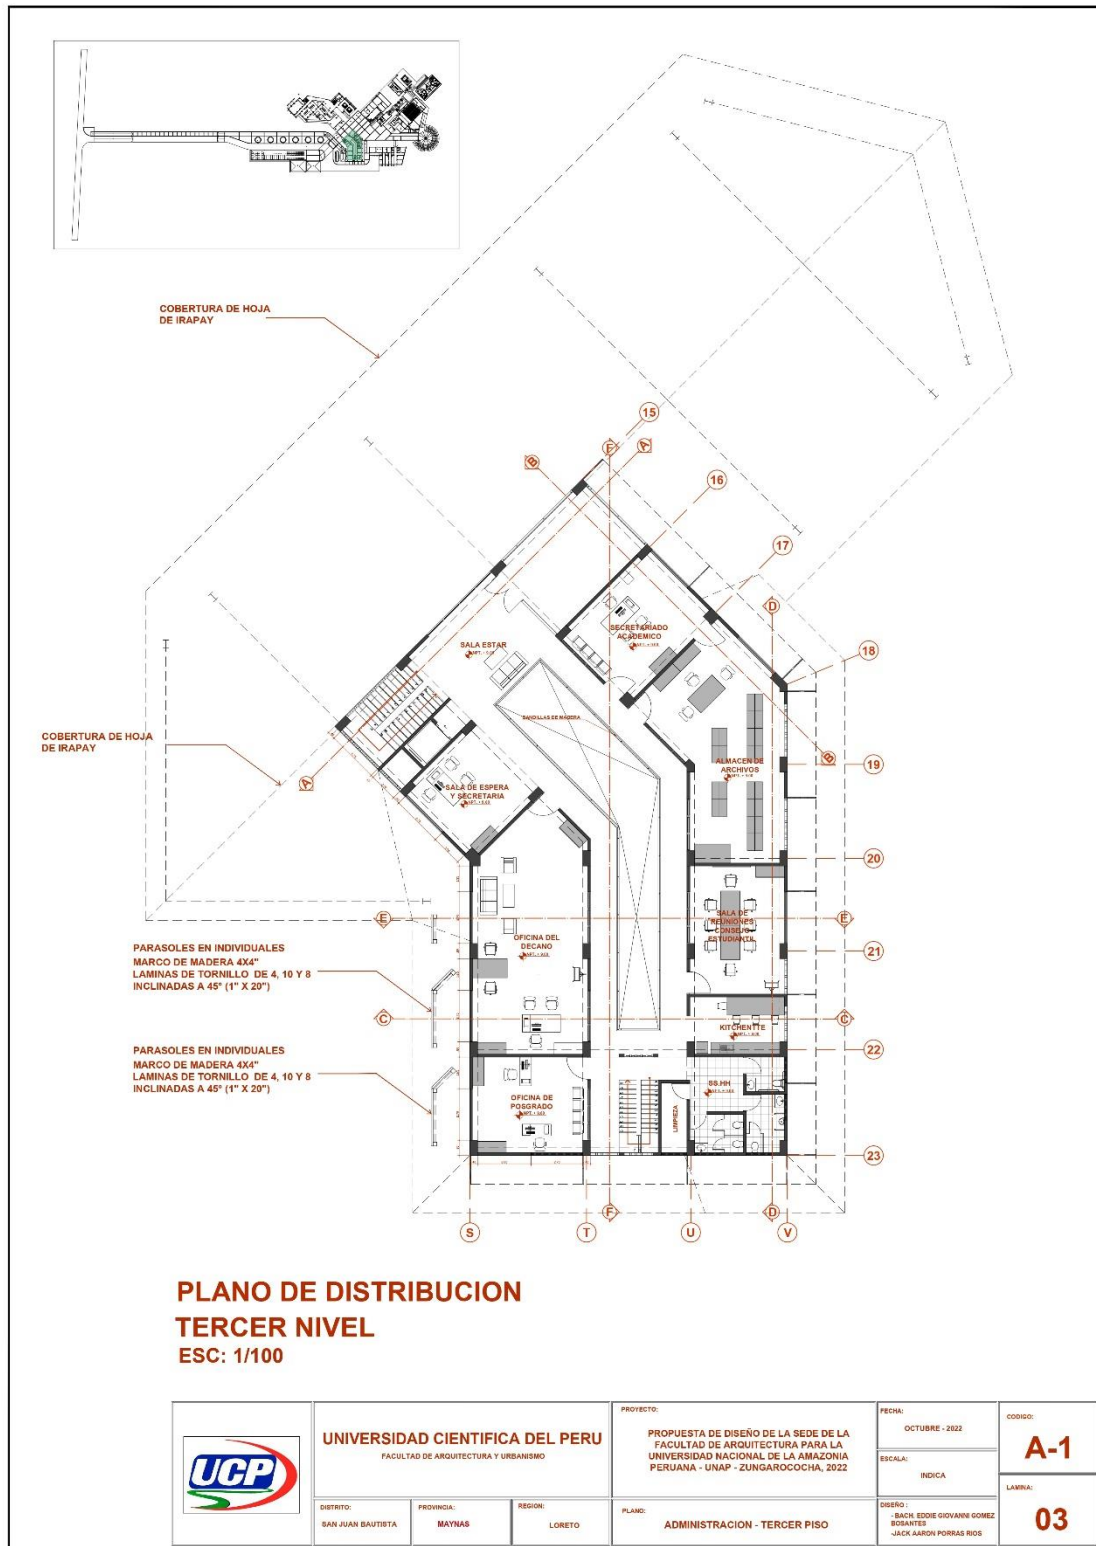 COBERTURA DE HOJA
DE IRAPAY
15
F
A
B
16
17
D
18
SECRETARIADO
ACADEMICO
SALA ESTAR
BARDILLAS DE MADERA
COBERTURA DE HOJA
DE IRAPAY
A
B
19
ALMACEN DE
ARCHIVOS
SALA DE ESPERA
Y SECRETARIA
20
E
E
SALA DE
REUNIONES
CONSEJO
ESTUDIANTIL
OFICINA DEL
DECANO
21
PARASOLES EN INDIVIDUALES
MARCO DE MADERA 4X4"
LAMINAS DE TORNILLO DE 4, 10 Y 8
INCLINADAS A 45° (1" X 20")
C
C
KITCHENTTE
22
PARASOLES EN INDIVIDUALES
MARCO DE MADERA 4X4"
LAMINAS DE TORNILLO DE 4, 10 Y 8
INCLINADAS A 45° (1" X 20")
SS.HH
OFICINA DE
POSGRADO
LIMPIEZA
23
F
D
S
T
U
V
PLANO DE DISTRIBUCION
TERCER NIVEL
ESC: 1/100
UCP
UNIVERSIDAD CIENTIFICA DEL PERU
FACULTAD DE ARQUITECTURA Y URBANISMO
DISTRITO:
SAN JUAN BAUTISTA
PROVINCIA:
MAYNAS
REGION:
LORETO
PROYECTO:
PROPUESTA DE DISEÑO DE LA SEDE DE LA
FACULTAD DE ARQUITECTURA PARA LA
UNIVERSIDAD NACIONAL DE LA AMAZONIA
PERUANA - UNAP - ZUNGAROCOCHA, 2022
PLANO:
ADMINISTRACION - TERCER PISO
FECHA:
OCTUBRE - 2022
ESCALA:
INDICA
DISEÑO :
- BACH. EDDIE GIOVANNI GOMEZ
BOSANTES
-JACK AARON PORRAS RIOS
CODIGO:
A-1
LAMINA:
03